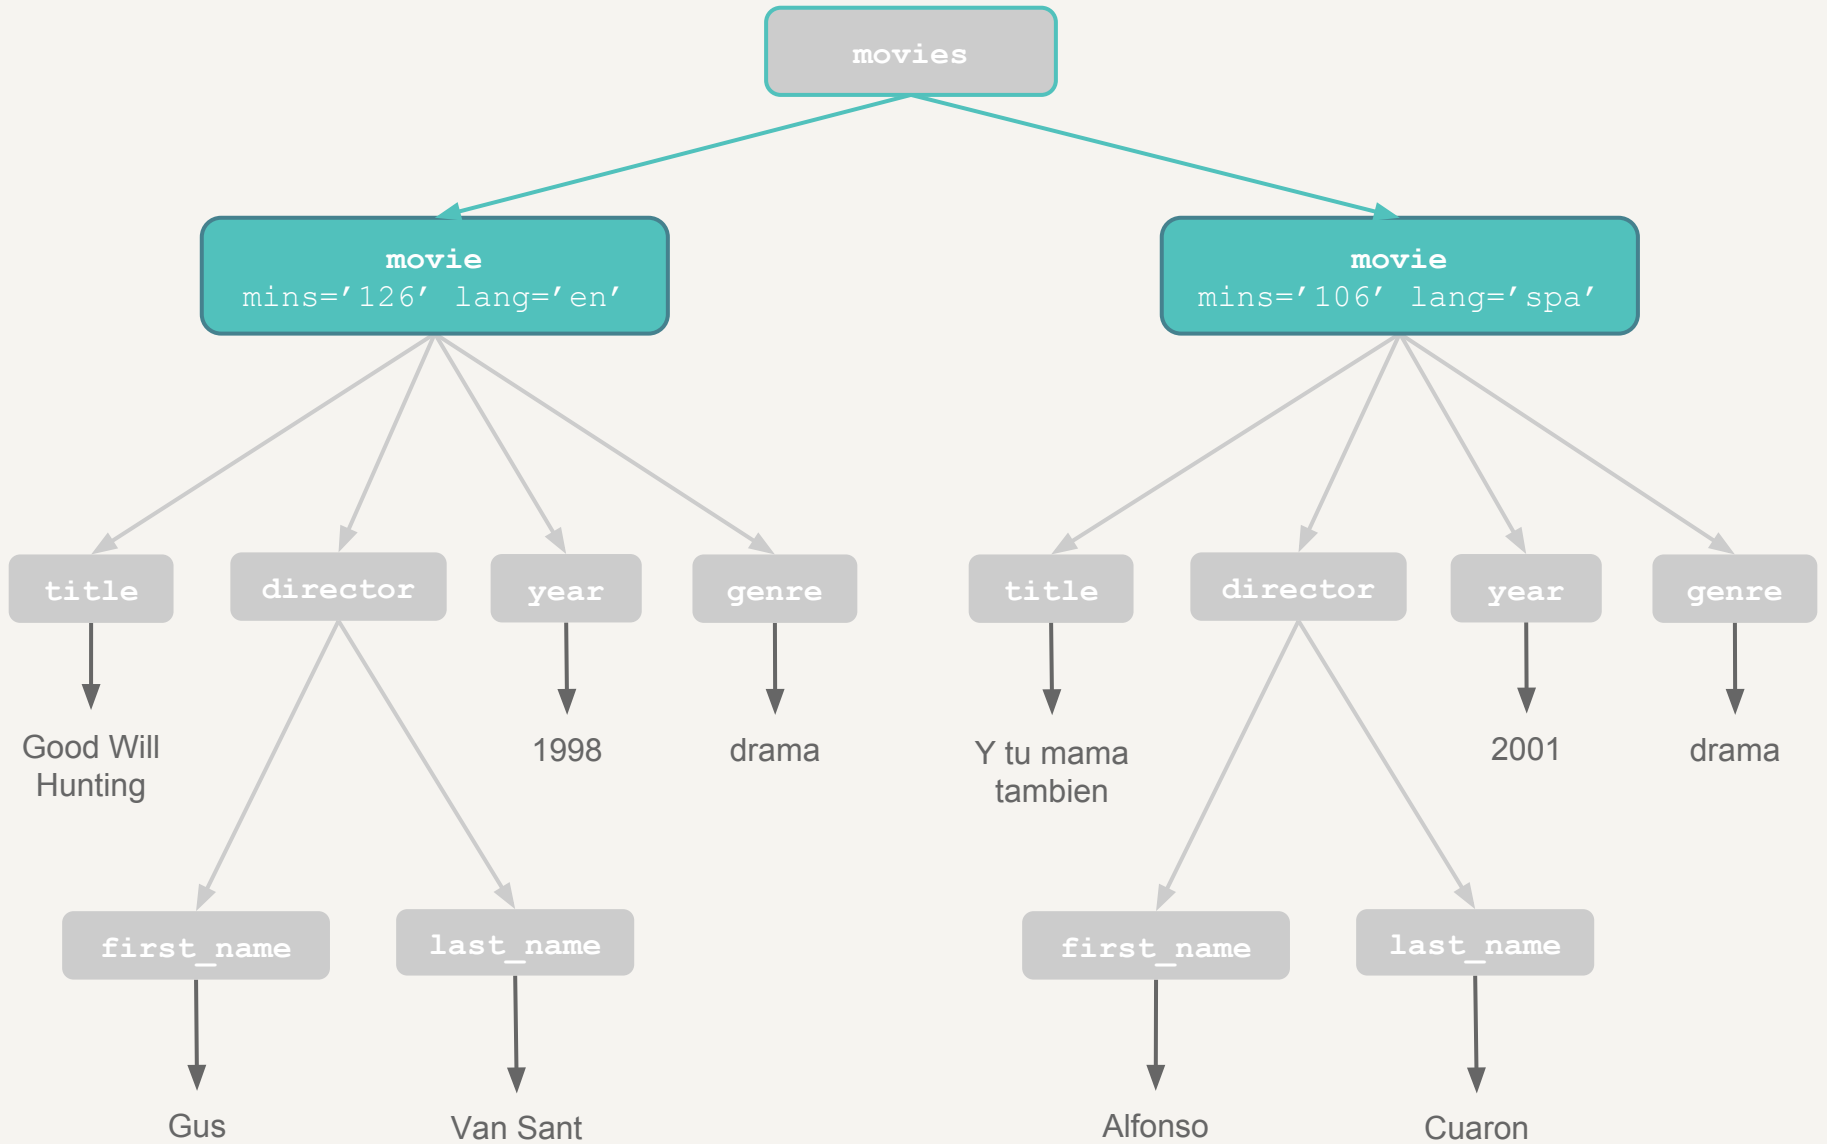 movies
movie
mins=’126’ lang=’en’
movie
mins=’106’ lang=’spa’
title
director
year
genre
title
director
year
genre
Good Will
Hunting
1998
drama
Y tu mama
tambien
2001
drama
first_name
last_name
first_name
last_name
Gus
Van Sant
Alfonso
Cuaron